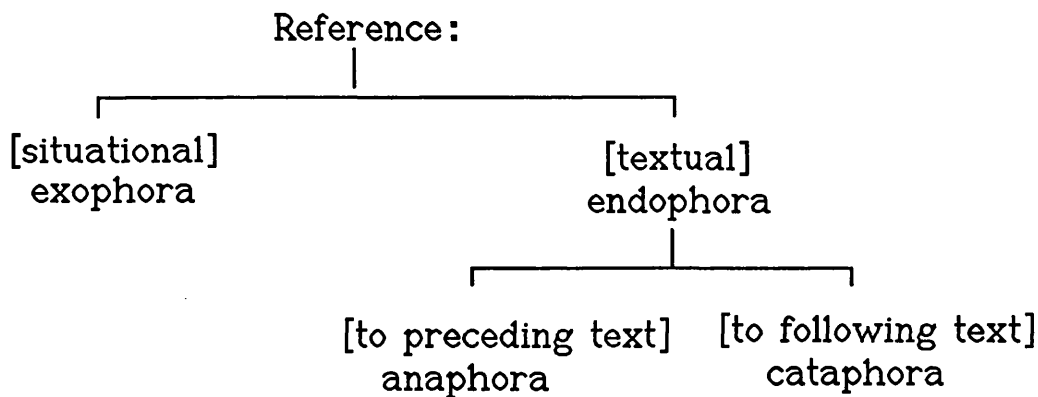 Reference:
[situational]
exophora
[textual]
endophora
[to preceding text]
anaphora
[to following text]
cataphora